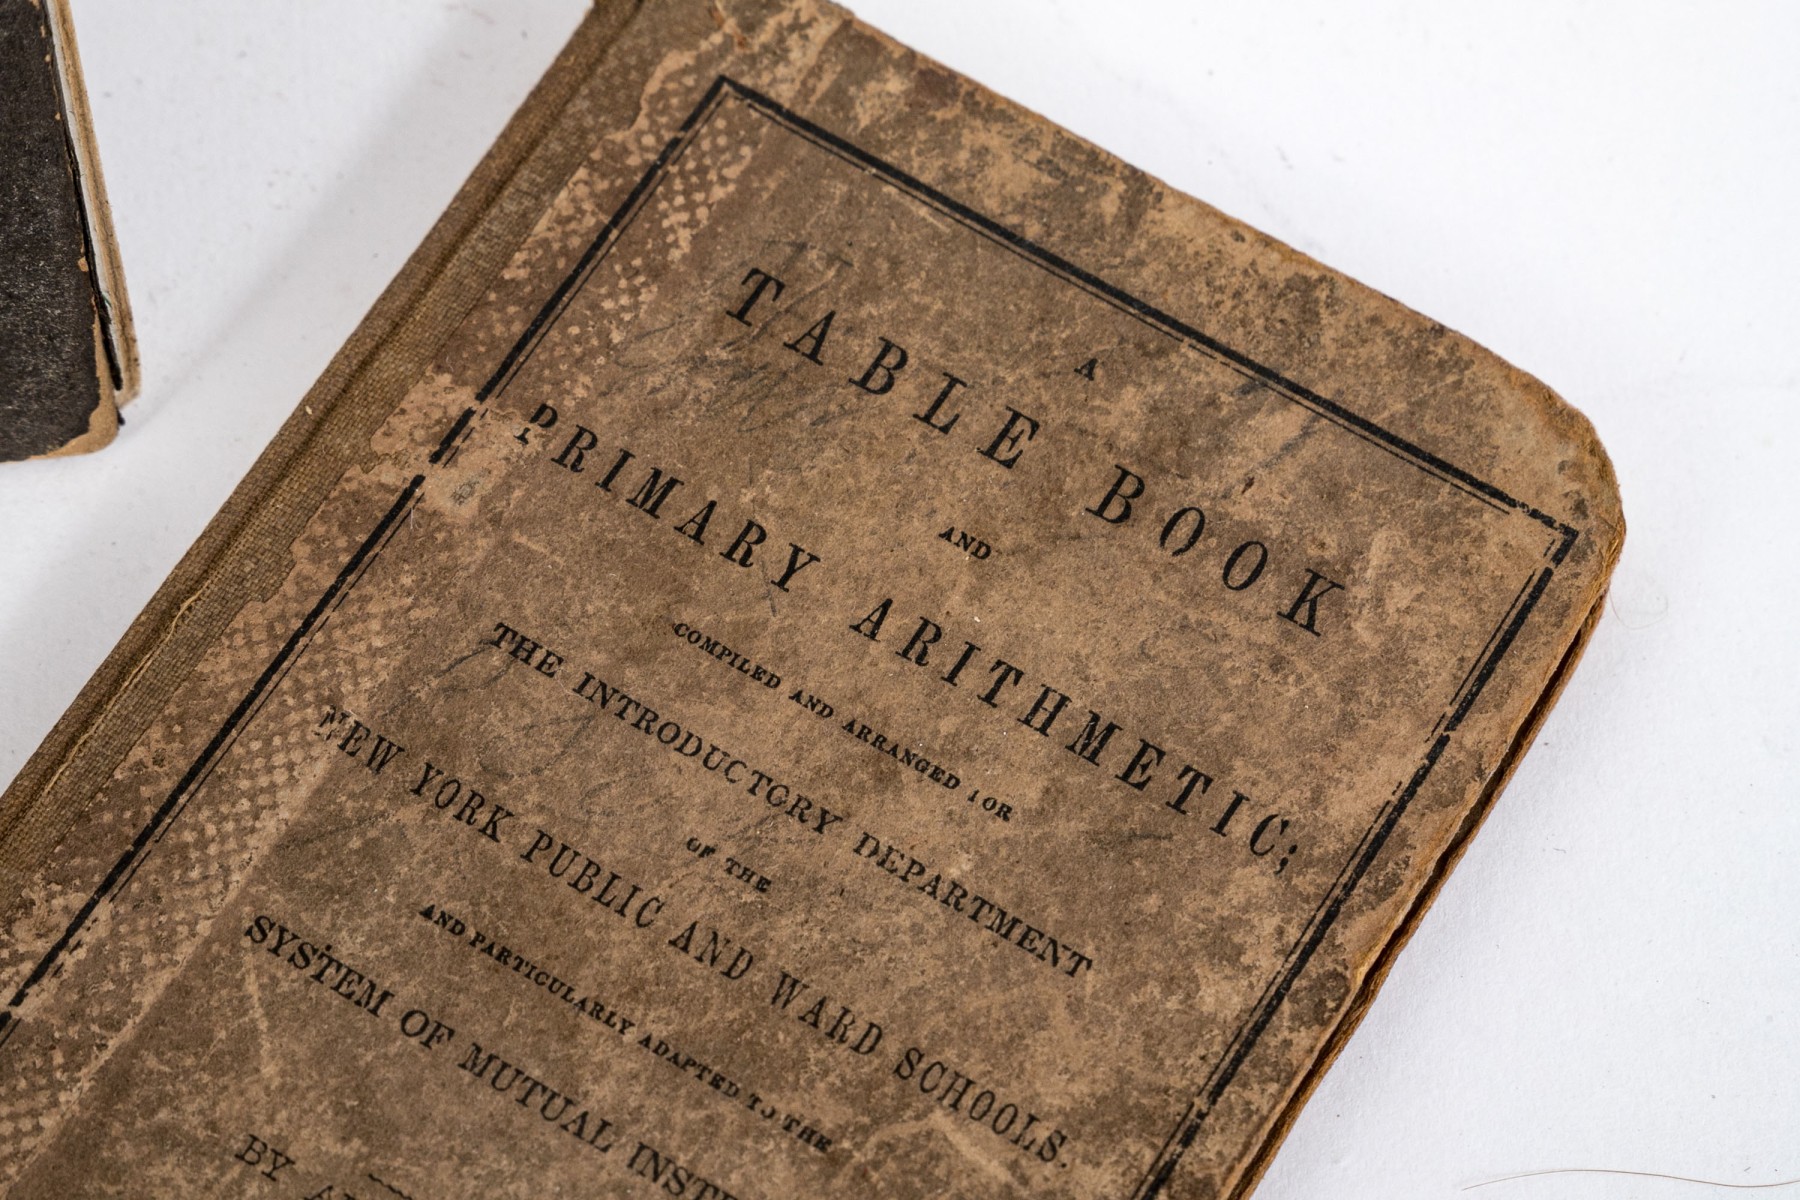 A
TABLE BOOK
AND
PRIMARY ARITHMETIC;
COMPILED AND ARRANGED FOR
THE INTRODUCTORY DEPARTMENT
OF THE
NEW YORK PUBLIC AND WARD SCHOOLS.
AND PARTICULARLY ADAPTED TO THE
SYSTEM OF MUTUAL
BY